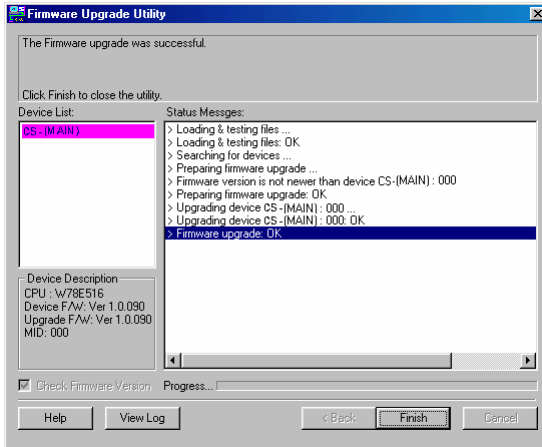 Firmware Upgrade Utility
The Firmware upgrade was successful.
Click Finish to close the utility.
Device List:
CS-(MAIN)
Status Messges:
> Loading & testing files ...
> Loading & testing files: OK
> Searching for devices ...
> Preparing firmware upgrade ...
> Firmware version is not newer than device CS-(MAIN) : 000
> Preparing firmware upgrade: OK
> Upgrading device CS-(MAIN) : 000 ...
> Upgrading device CS-(MAIN) : 000: OK
> Firmware upgrade: OK
Device Description
CPU : W78E516
Device F/W: Ver 1.0.090
Upgrade F/W: Ver 1.0.090
MID: 000
Check Firmware Version
Progress...
Help
View Log
< Back
Finish
Cancel